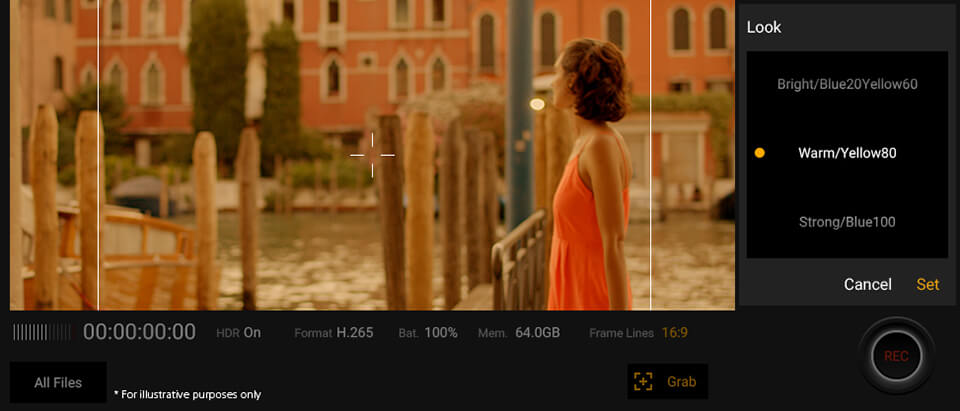 Look
Bright/Blue20Yellow60
Warm/Yellow80
Strong/Blue100
Cancel Set
00:00:00:00 HDR On Format H.265 Bat. 100% Mem. 64.0GB Frame Lines 16:9
REC
All Files
* For illustrative purposes only
Grab